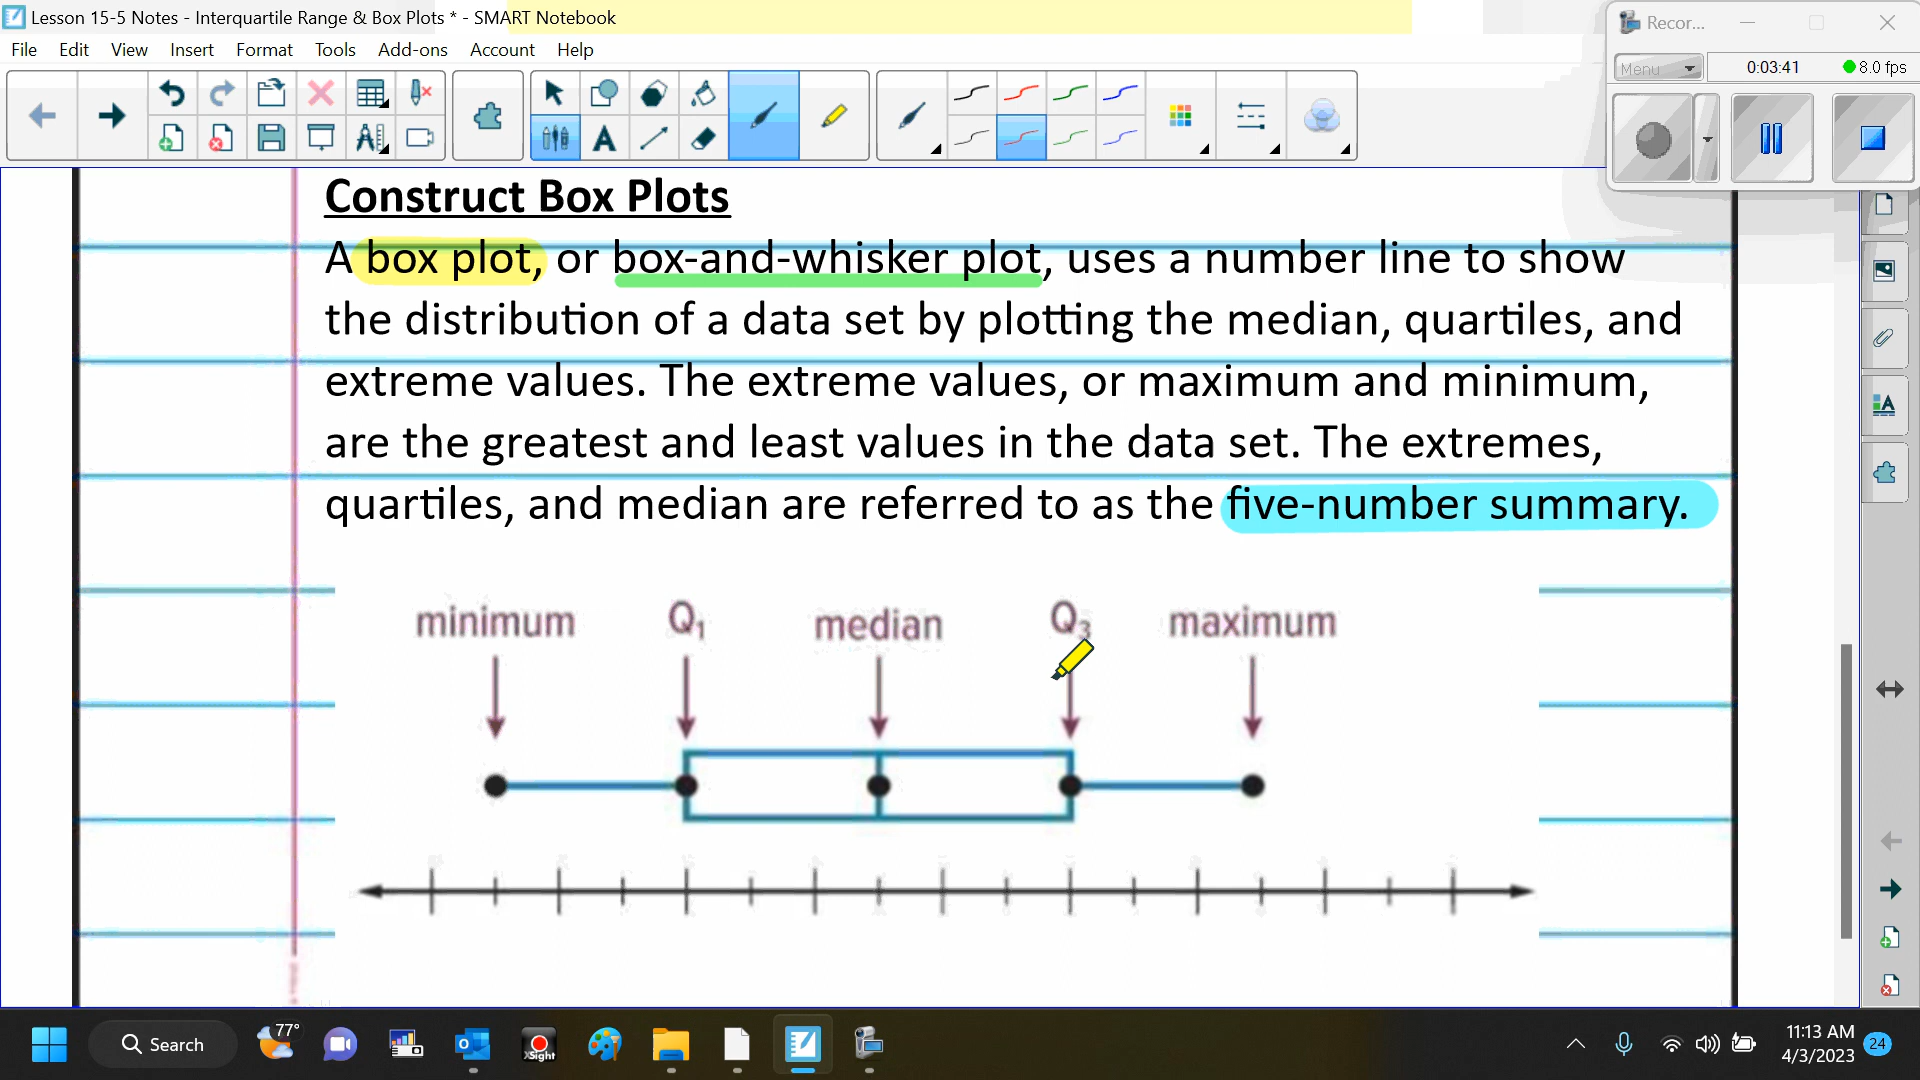 Lesson 15-5 Notes - Interquartile Range & Box Plots * - SMART Notebook
Recor...
File Edit View Insert Format Tools Add-ons Account Help
Menu 0:03:41 8.0 fps
Construct Box Plots
A box plot, or box-and-whisker plot, uses a number line to show
the distribution of a data set by plotting the median, quartiles, and
extreme values. The extreme values, or maximum and minimum,
are the greatest and least values in the data set. The extremes,
quartiles, and median are referred to as the five-number summary.
minimum Q₁ median Q₃ maximum
77°
Search
XSight
11:13 AM
4/3/2023
24